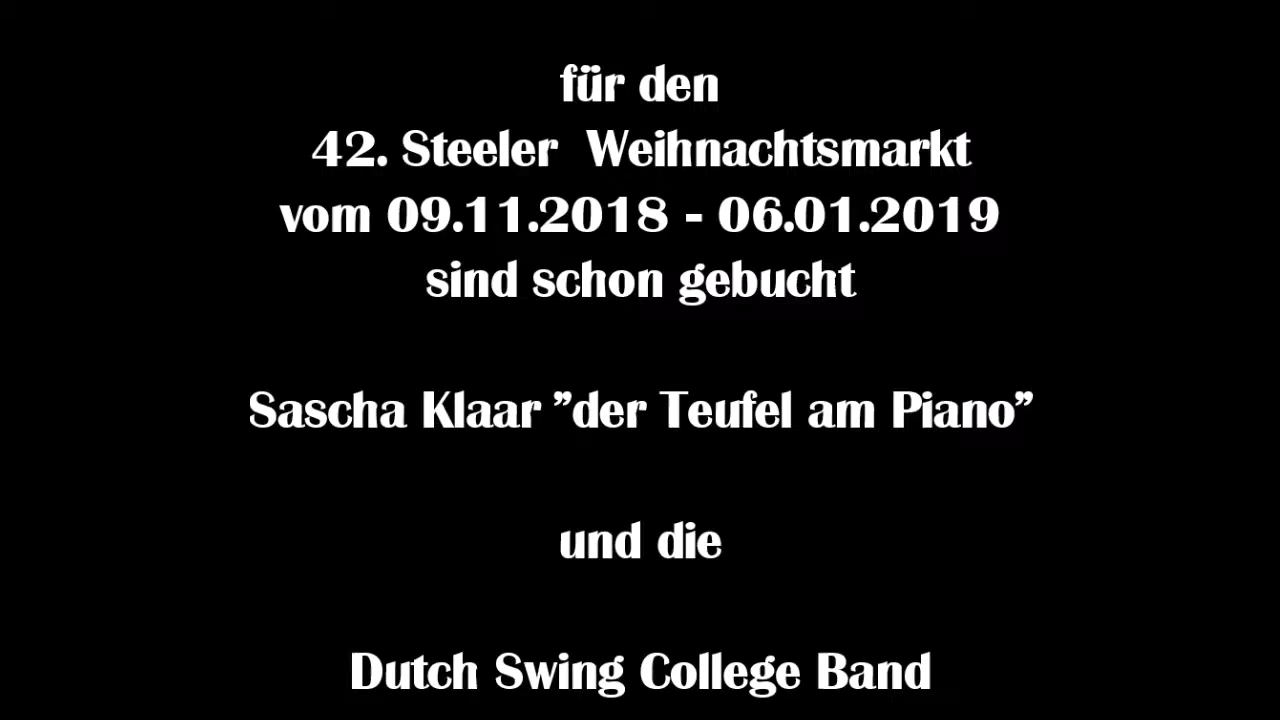 für den
42. Steeler Weihnachtsmarkt
vom 09.11.2018 - 06.01.2019
sind schon gebucht
Sascha Klaar ”der Teufel am Piano”
und die
Dutch Swing College Band